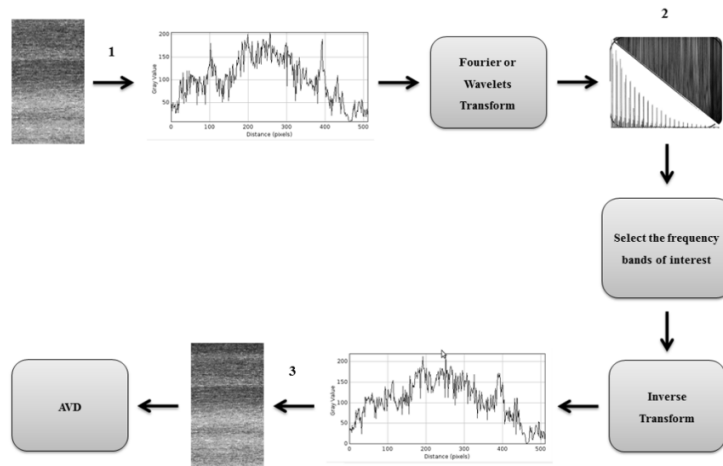 1
2
Gray Value
200
150
100
50
0
100
200
300
400
500
Distance (pixels)
Fourier or
Wavelets
Transform
Select the frequency
bands of interest
AVD
3
Gray Value
200
150
100
50
0
0
100
200
300
400
500
Distance (pixels)
Inverse
Transform